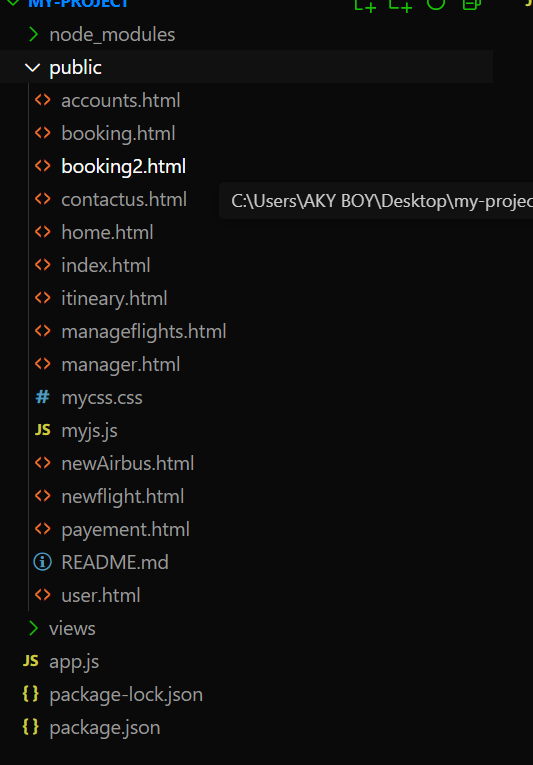 MY-PROJECT
node_modules
public
accounts.html
booking.html
booking2.html
contactus.html
C:\Users\AKY BOY\Desktop\my-projec
home.html
index.html
itineary.html
manageflights.html
manager.html
# mycss.css
JS myjs.js
newAirbus.html
newflight.html
payement.html
README.md
user.html
views
JS app.js
{} package-lock.json
{} package.json